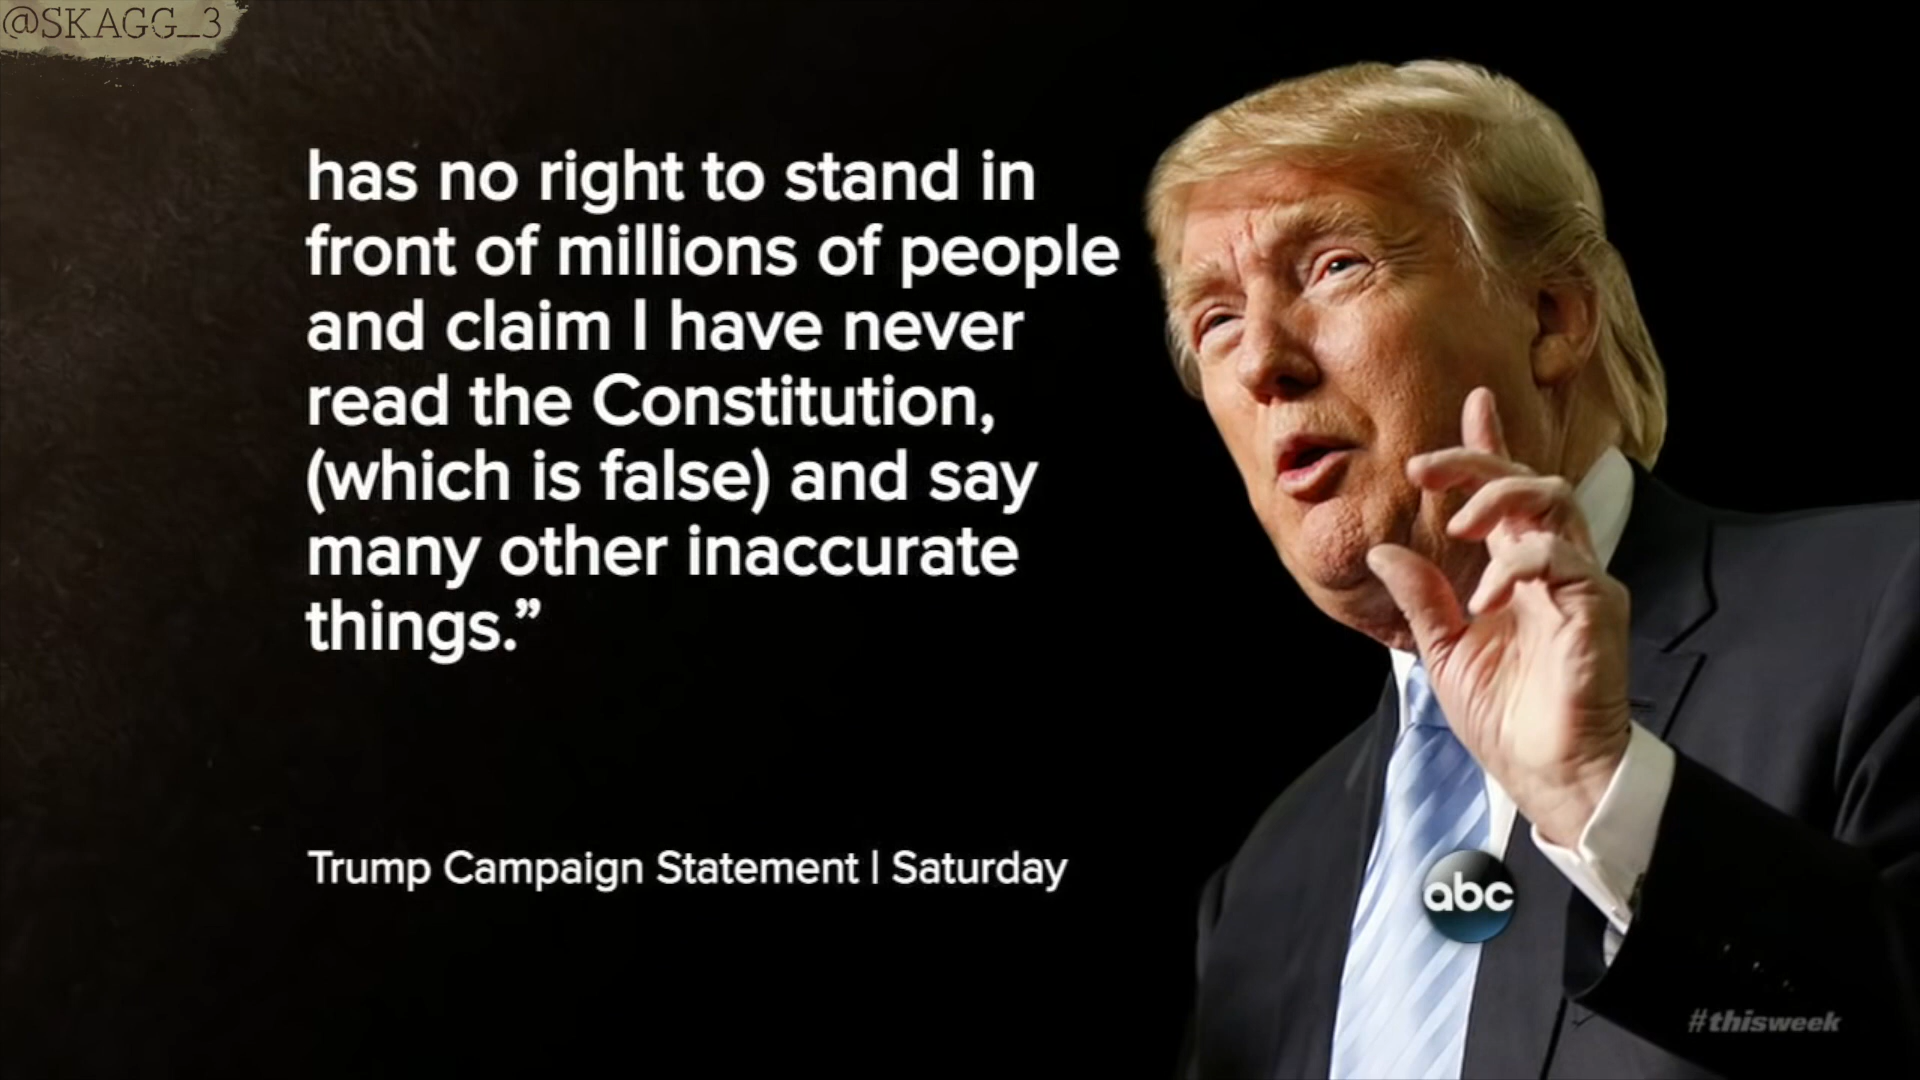 @SKAGG_3
has no right to stand in
front of millions of people
and claim I have never
read the Constitution,
(which is false) and say
many other inaccurate
things.”
Trump Campaign Statement | Saturday
abc
#thisweek